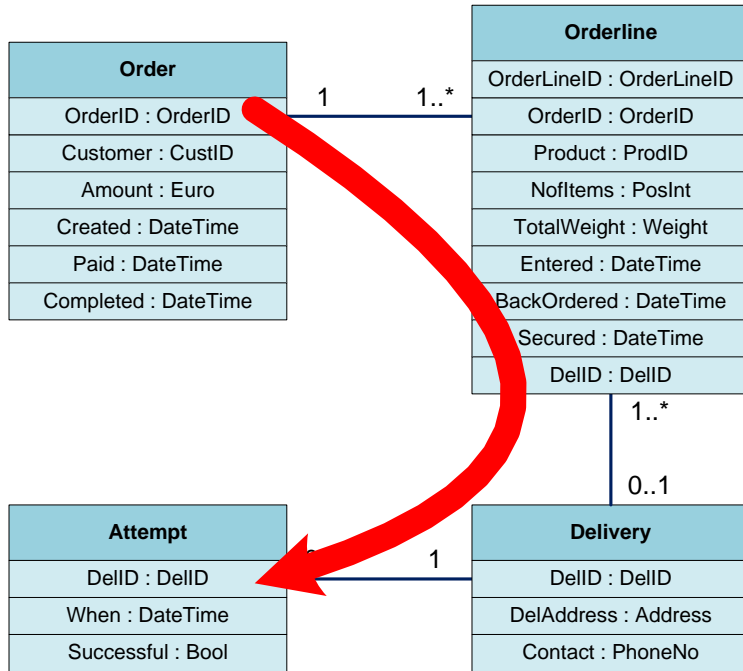 Order
OrderID : OrderID
Customer : CustID
Amount : Euro
Created : DateTime
Paid : DateTime
Completed : DateTime
1
1..*
Orderline
OrderLineID : OrderLineID
OrderID : OrderID
Product : ProdID
NofItems : PosInt
TotalWeight : Weight
Entered : DateTime
BackOrdered : DateTime
Secured : DateTime
DelID : DelID
1..*
0..1
Attempt
DelID : DelID
When : DateTime
Successful : Bool
1
Delivery
DelID : DelID
DelAddress : Address
Contact : PhoneNo